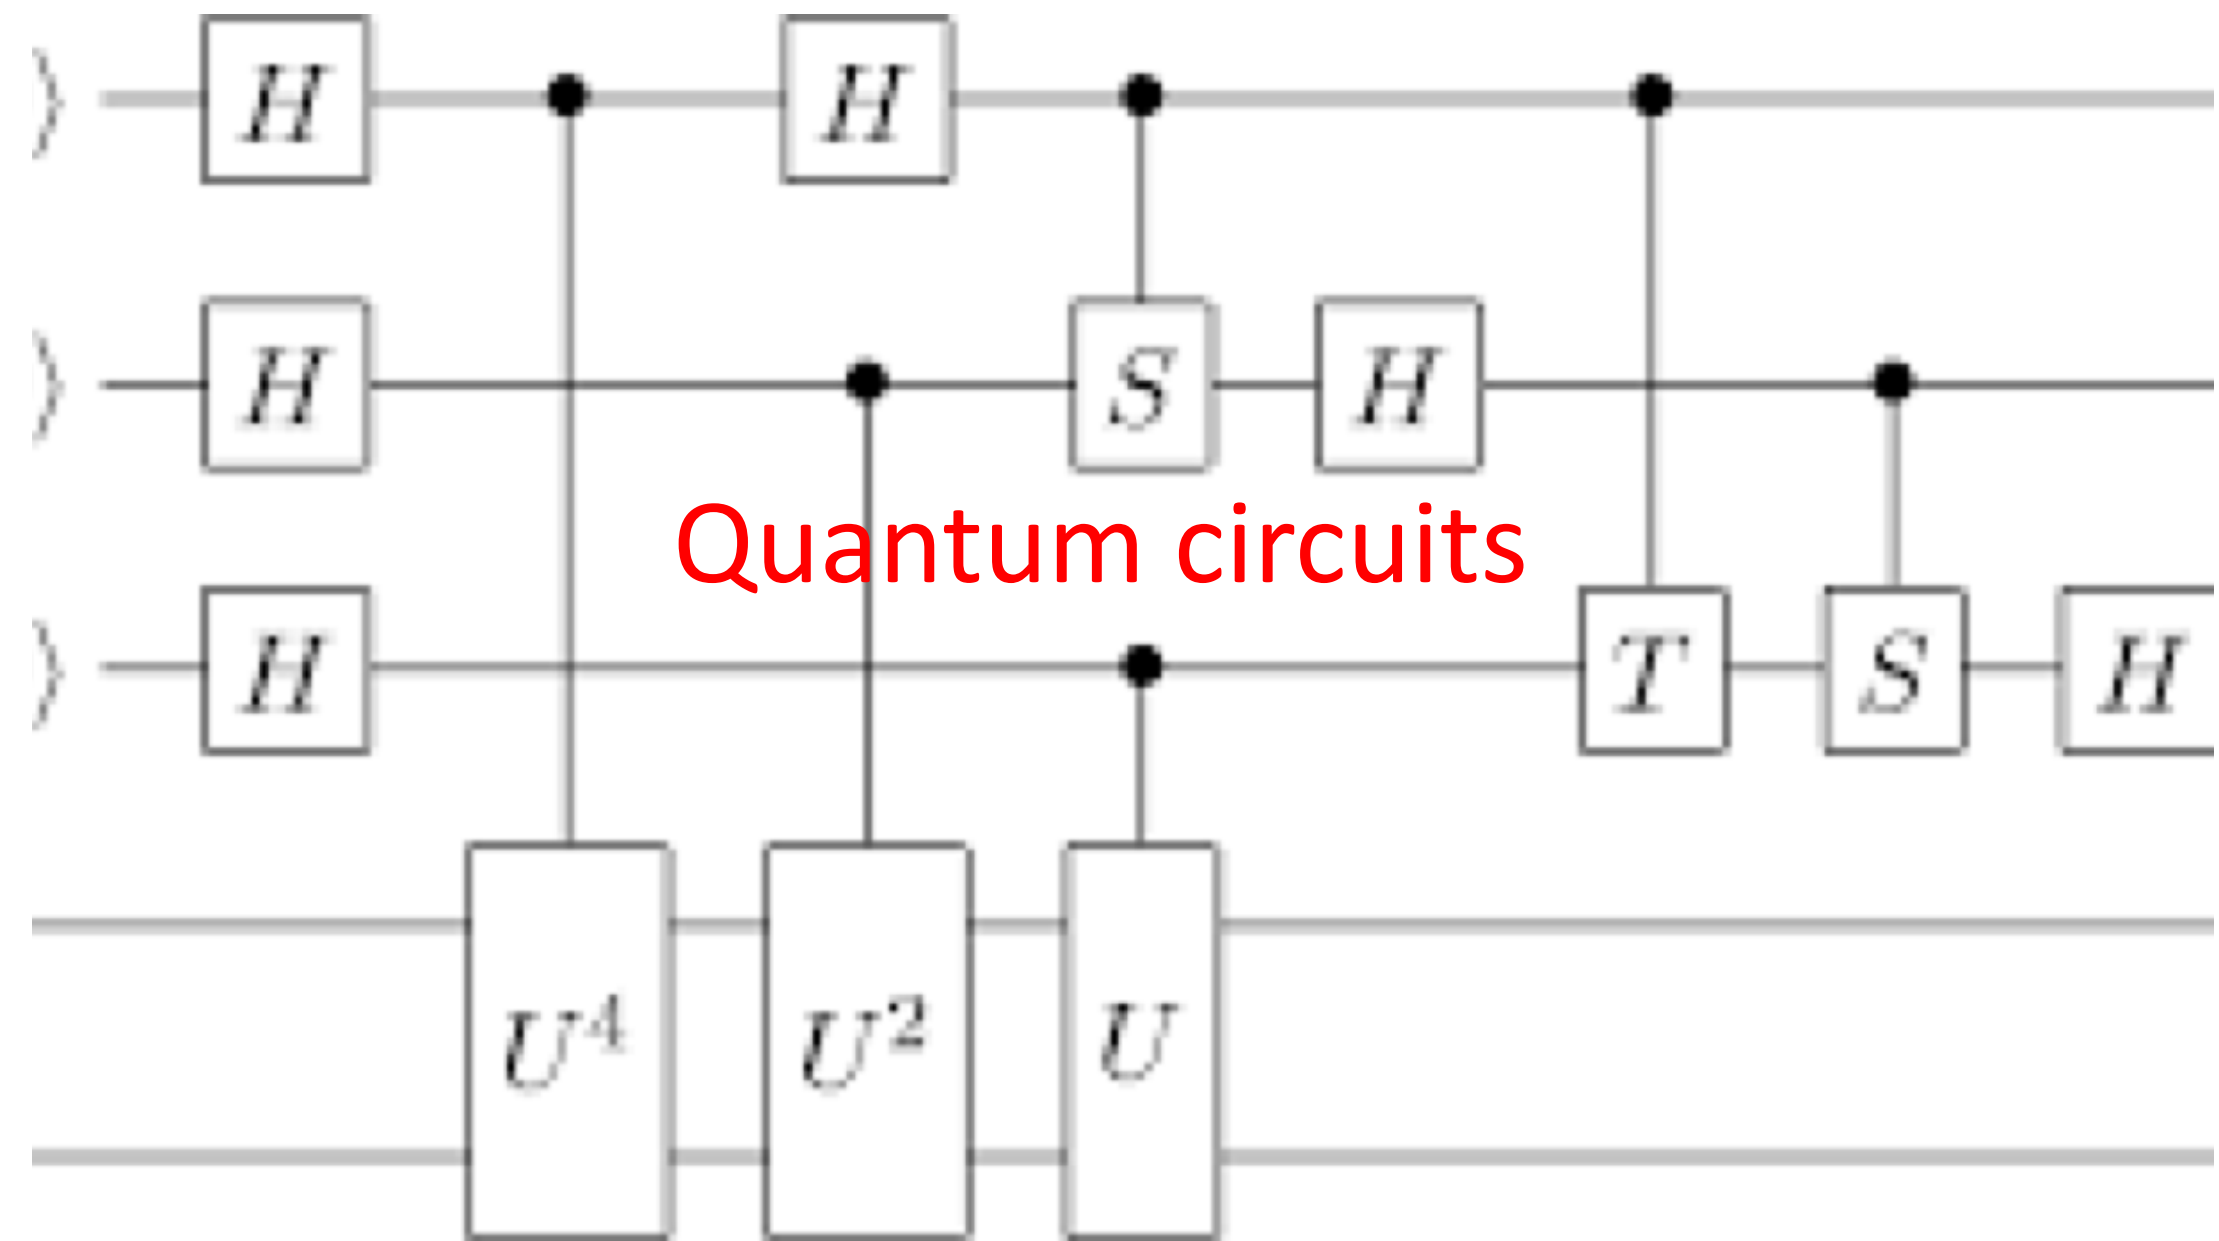 ⟩ H H
⟩ H S H
Quantum circuits
⟩ H T S H
U⁴ U² U